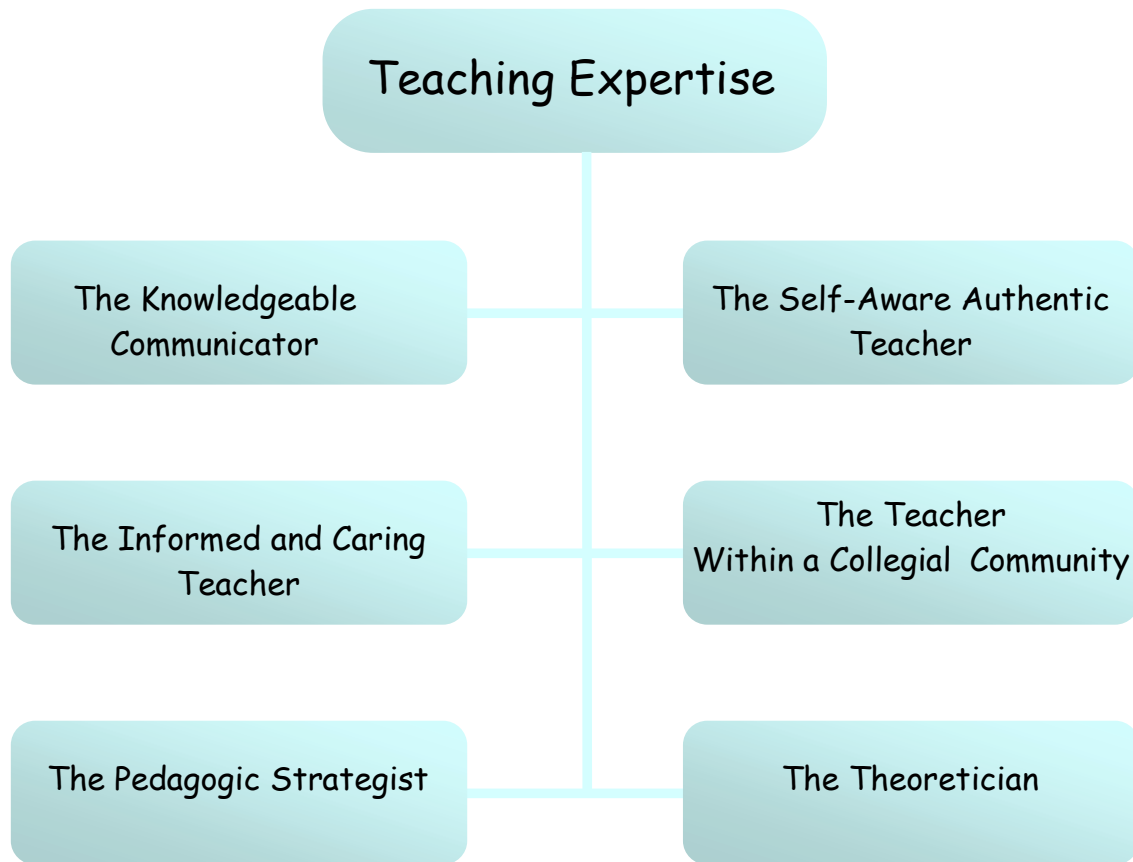 Teaching Expertise
The Knowledgeable
Communicator
The Self-Aware Authentic
Teacher
The Informed and Caring
Teacher
The Teacher
Within a Collegial Community
The Pedagogic Strategist
The Theoretician